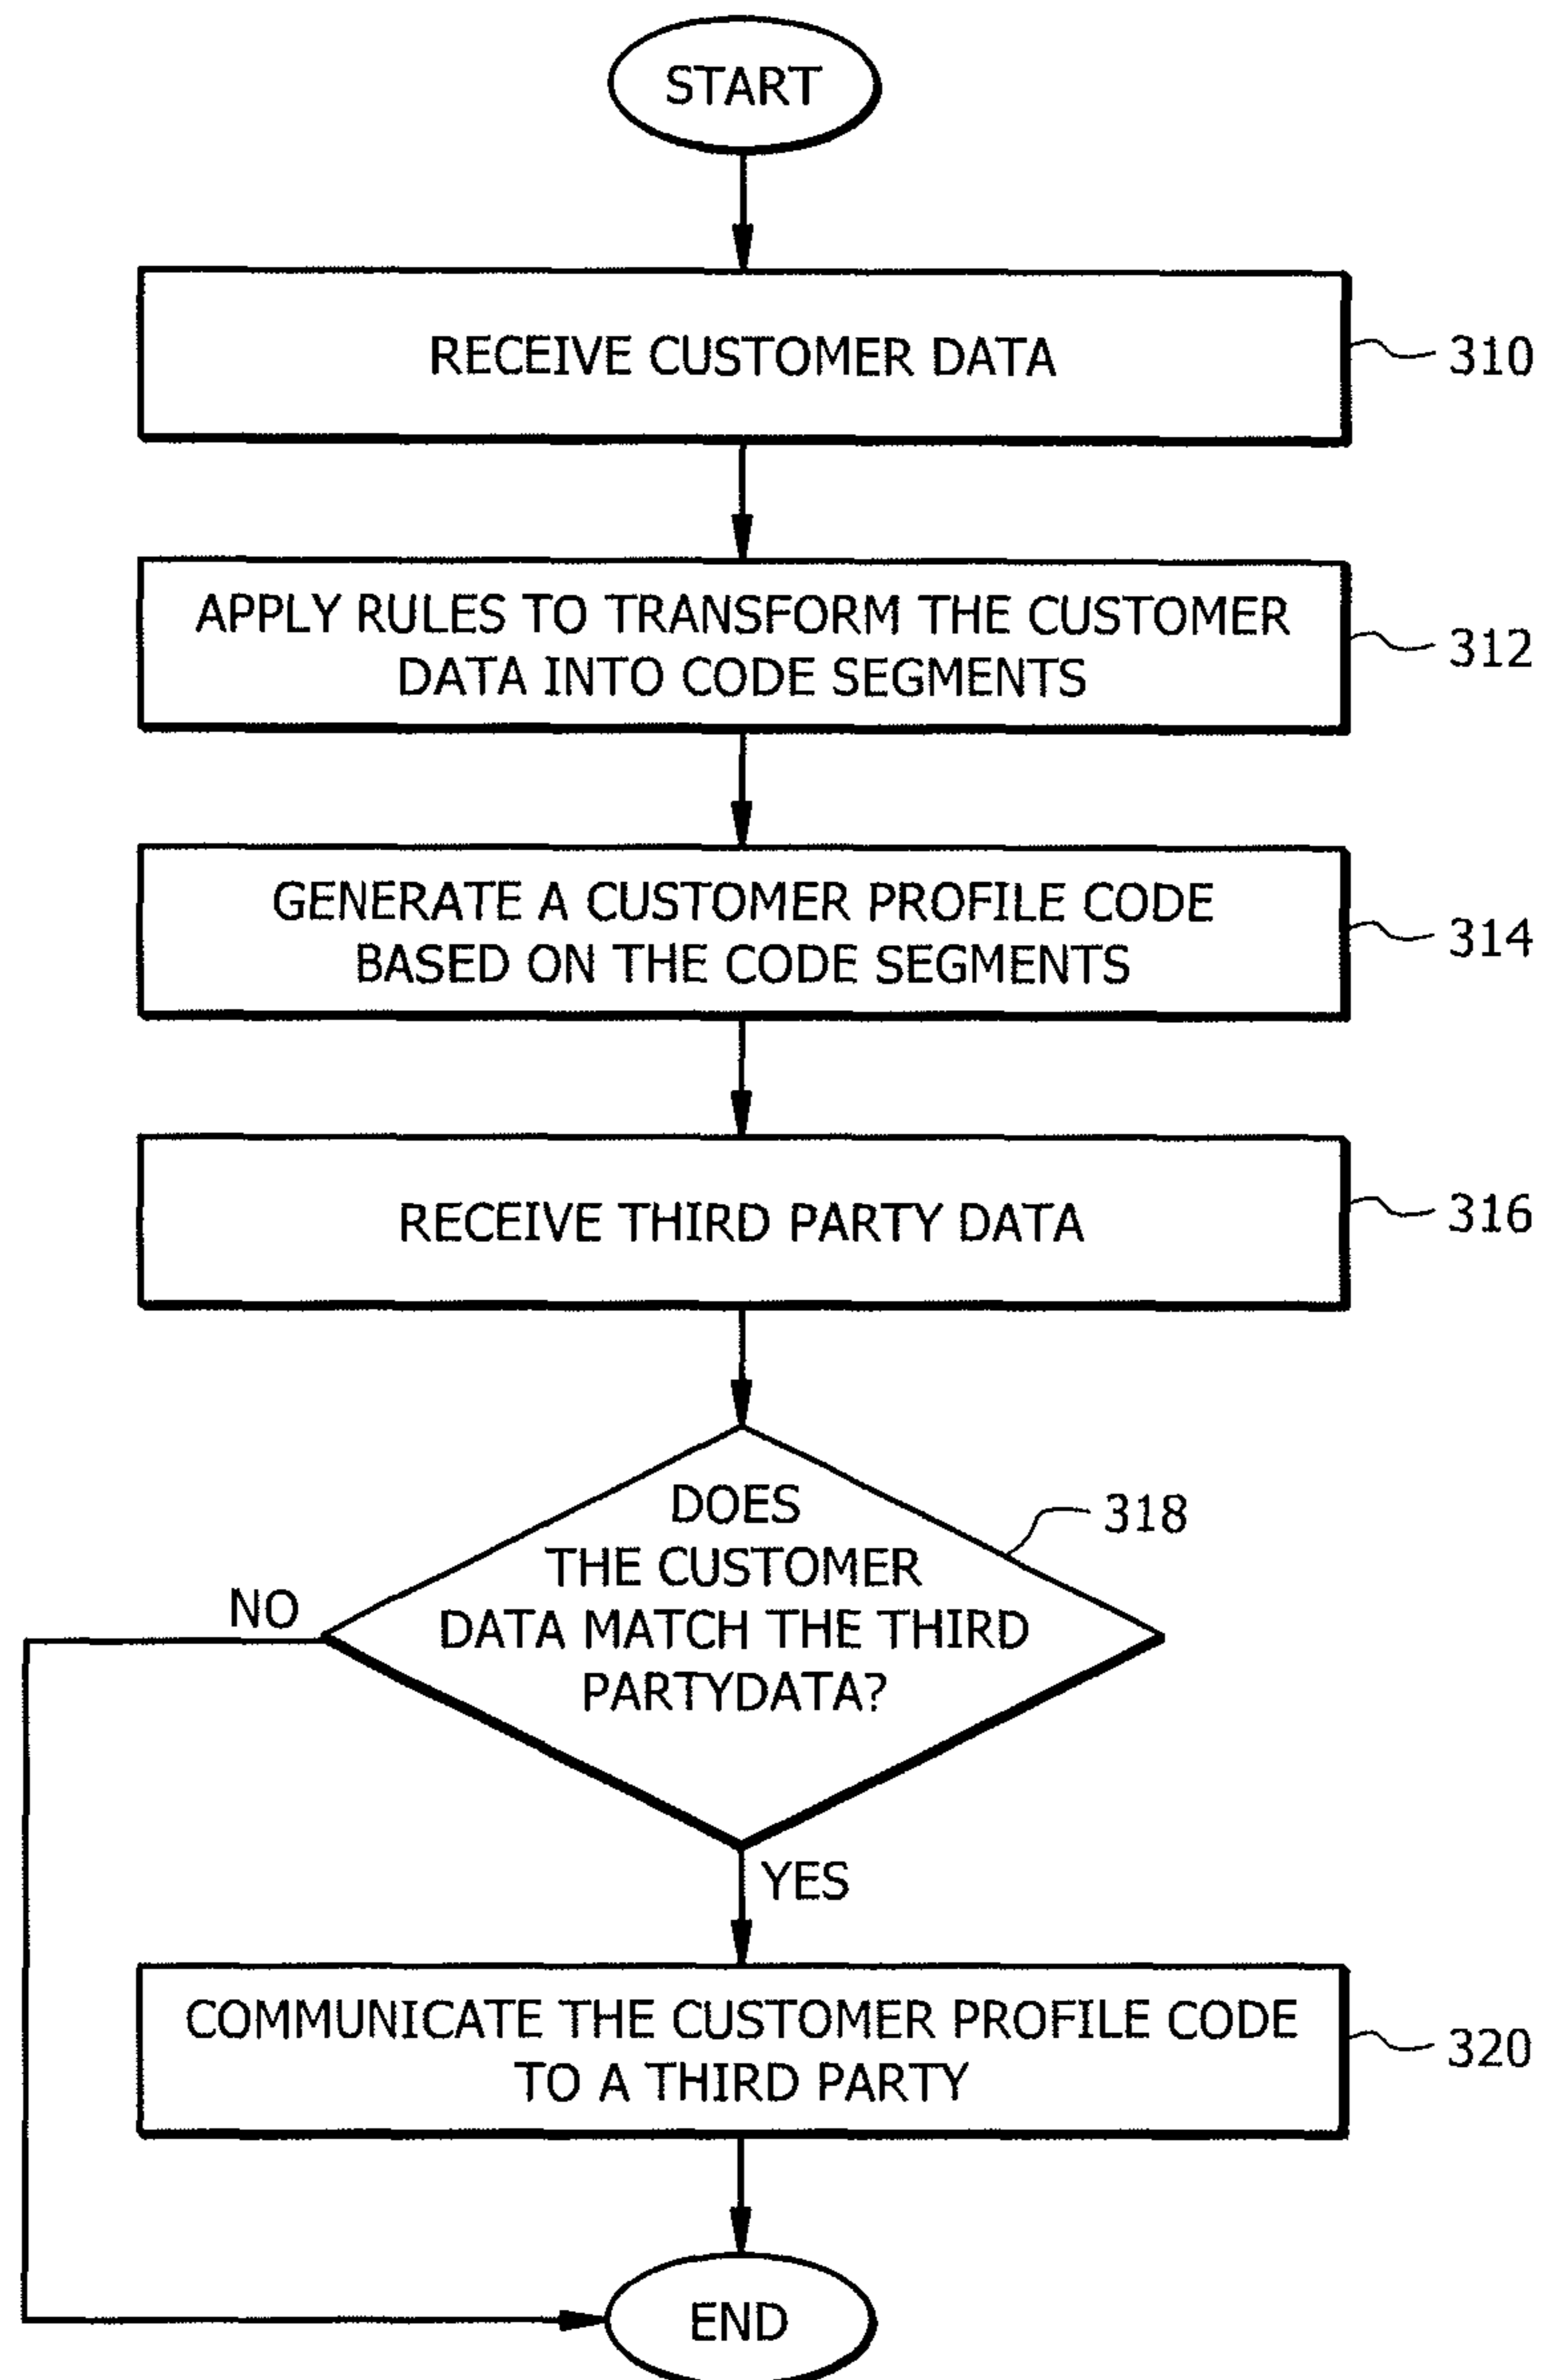 START
RECEIVE CUSTOMER DATA
310
APPLY RULES TO TRANSFORM THE CUSTOMER
DATA INTO CODE SEGMENTS
312
GENERATE A CUSTOMER PROFILE CODE
BASED ON THE CODE SEGMENTS
314
RECEIVE THIRD PARTY DATA
316
DOES
THE CUSTOMER
DATA MATCH THE THIRD
PARTYDATA?
318
NO
YES
COMMUNICATE THE CUSTOMER PROFILE CODE
TO A THIRD PARTY
320
END